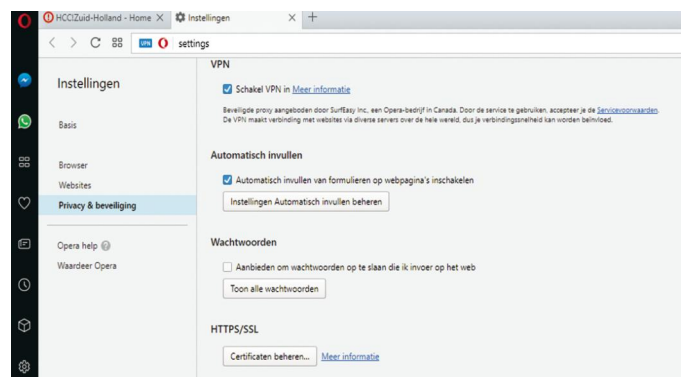 HCC!Zuid-Holland - Home
Instellingen
VPN
settings
Instellingen
Basis
Browser
Websites
Privacy & beveiliging
Opera help
Waardeer Opera
VPN
Schakel VPN in Meer informatie
Beveiligde proxy aangeboden door SurfEasy Inc., een Opera-bedrijf in Canada. Door de service te gebruiken, accepteer je de Servicevoorwaarden.
De VPN maakt verbinding met websites via diverse servers over de hele wereld, dus je verbindingssnelheid kan worden beïnvloed.
Automatisch invullen
Automatisch invullen van formulieren op webpagina's inschakelen
Instellingen Automatisch invullen beheren
Wachtwoorden
Aanbieden om wachtwoorden op te slaan die ik invoer op het web
Toon alle wachtwoorden
HTTPS/SSL
Certificaten beheren... Meer informatie